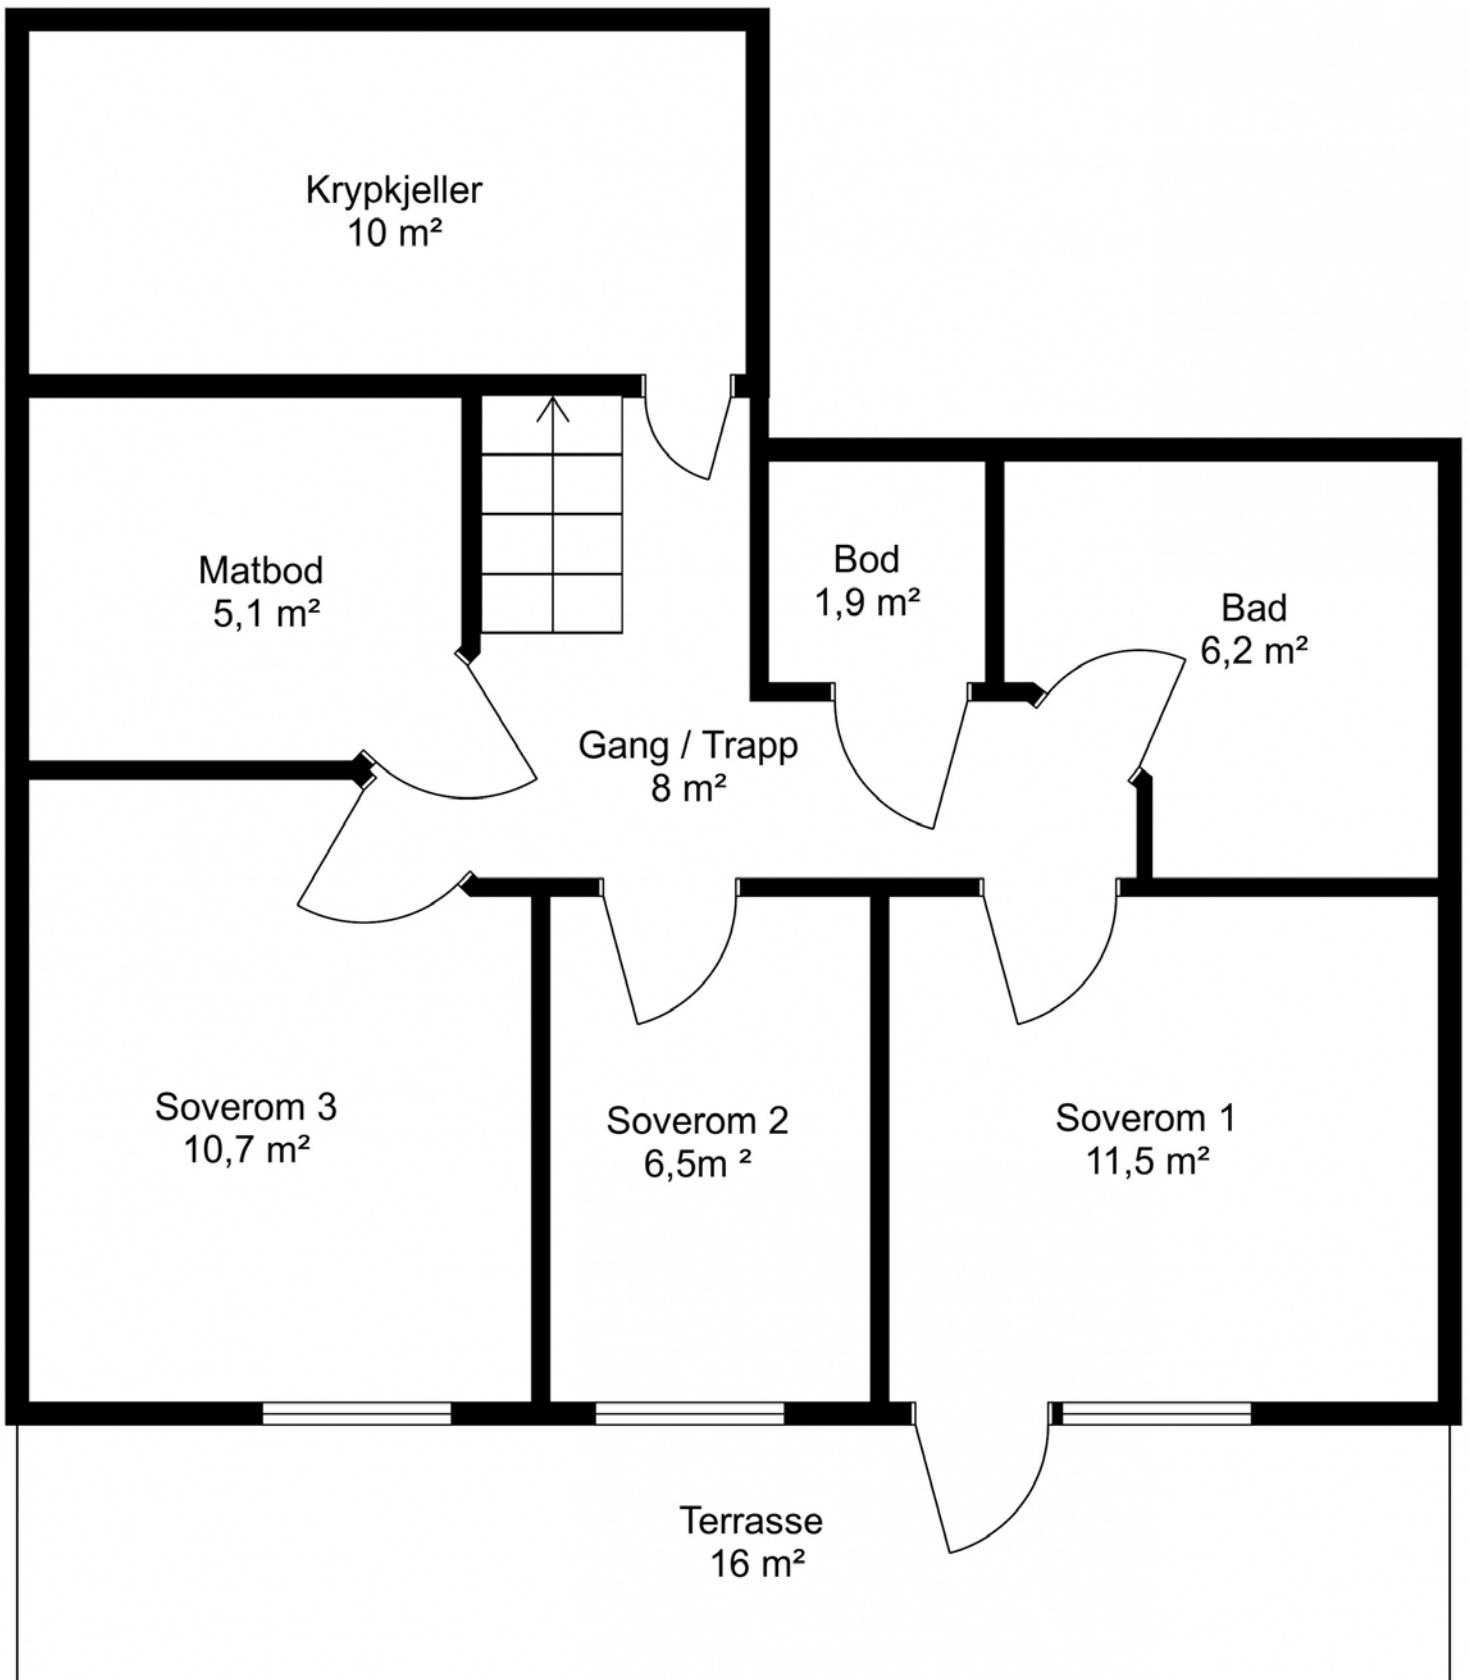 Krypkjeller
10 m²
Matbod
5,1 m²
Bod
1,9 m²
Bad
6,2 m²
Gang / Trapp
8 m²
Soverom 3
10,7 m²
Soverom 2
6,5m ²
Soverom 1
11,5 m²
Terrasse
16 m²